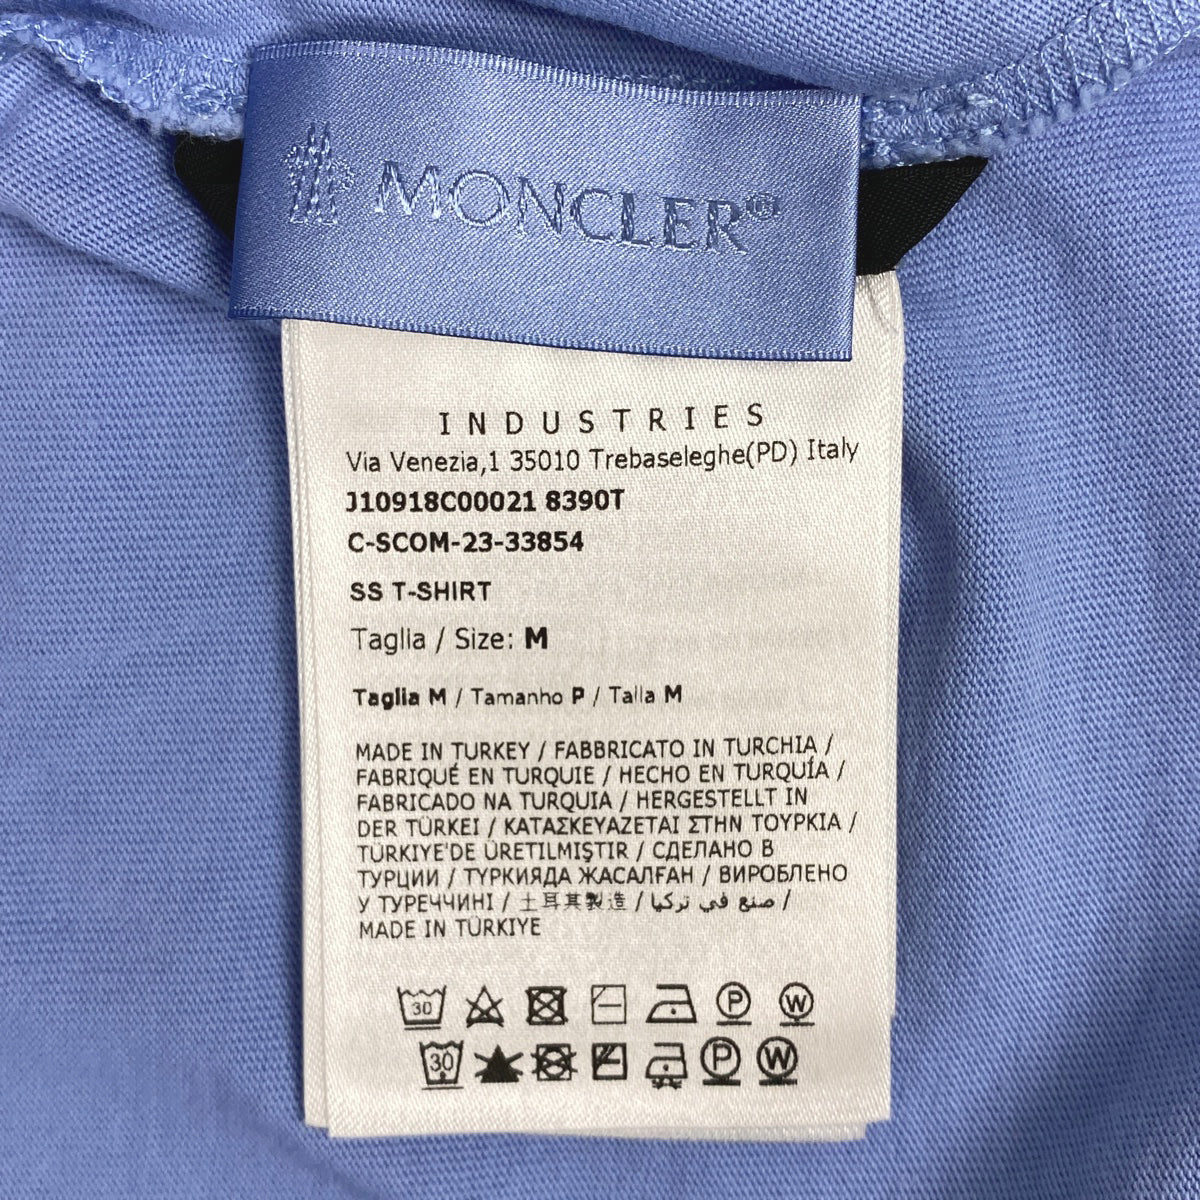 MONCLER®
INDUSTRIES
Via Venezia,1 35010 Trebaseleghe(PD) Italy
J10918C00021 8390T
C-SCOM-23-33854
SS T-SHIRT
Taglia / Size: M
Taglia M / Tamanho P / Talla M
MADE IN TURKEY / FABBRICATO IN TURCHIA /
FABRIQUÉ EN TURQUIE / HECHO EN TURQUÍA /
FABRICADO NA TURQUIA / HERGESTELLT IN
DER TÜRKEI / ΚΑΤΑΣΚΕΥΑΖΕΤΑΙ ΣΤΗΝ ΤΟΥΡΚΙΑ /
TÜRKIYE'DE ÜRETILMIŞTIR / СДЕЛАНО В
ТУРЦИИ / ТҮРКИЯДА ЖАСАЛҒАН / ВИРОБЛЕНО
У ТУРЕЧЧИНІ / 土耳其製造 / صنع في تركيا /
MADE IN TÜRKIYE
30 P W
30 P W